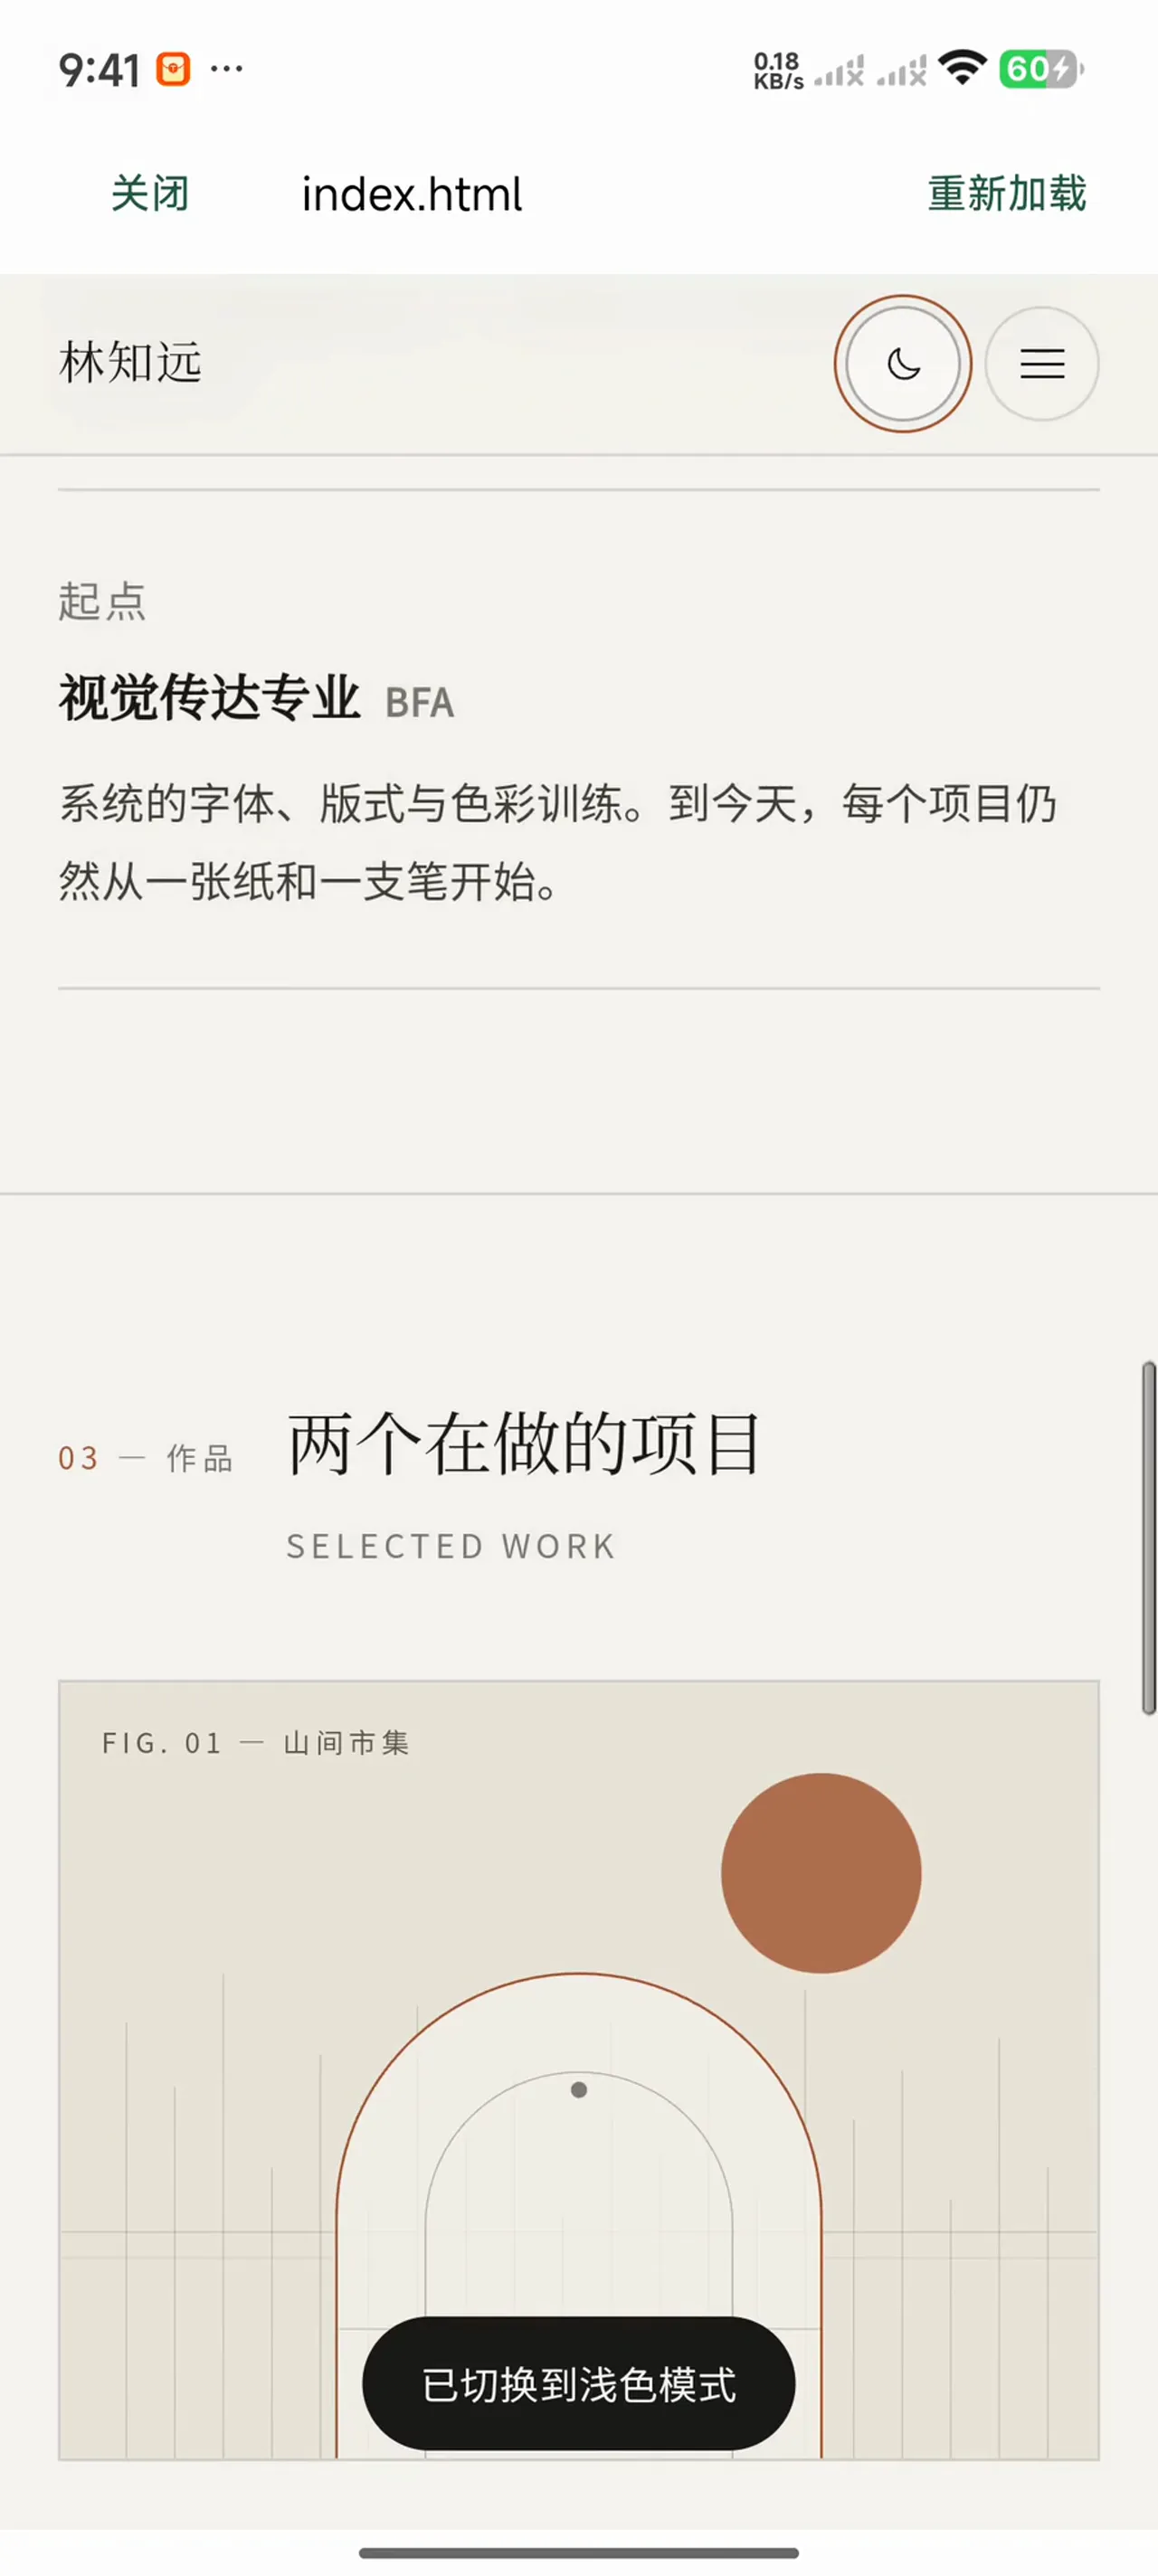 9:41 ... 0.18 KB/s 60
关闭 index.html 重新加载
林知远
起点
视觉传达专业 BFA
系统的字体、版式与色彩训练。到今天，每个项目仍
然从一张纸和一支笔开始。
03 — 作品 两个在做的项目
SELECTED WORK
FIG. 01 — 山间市集
已切换到浅色模式